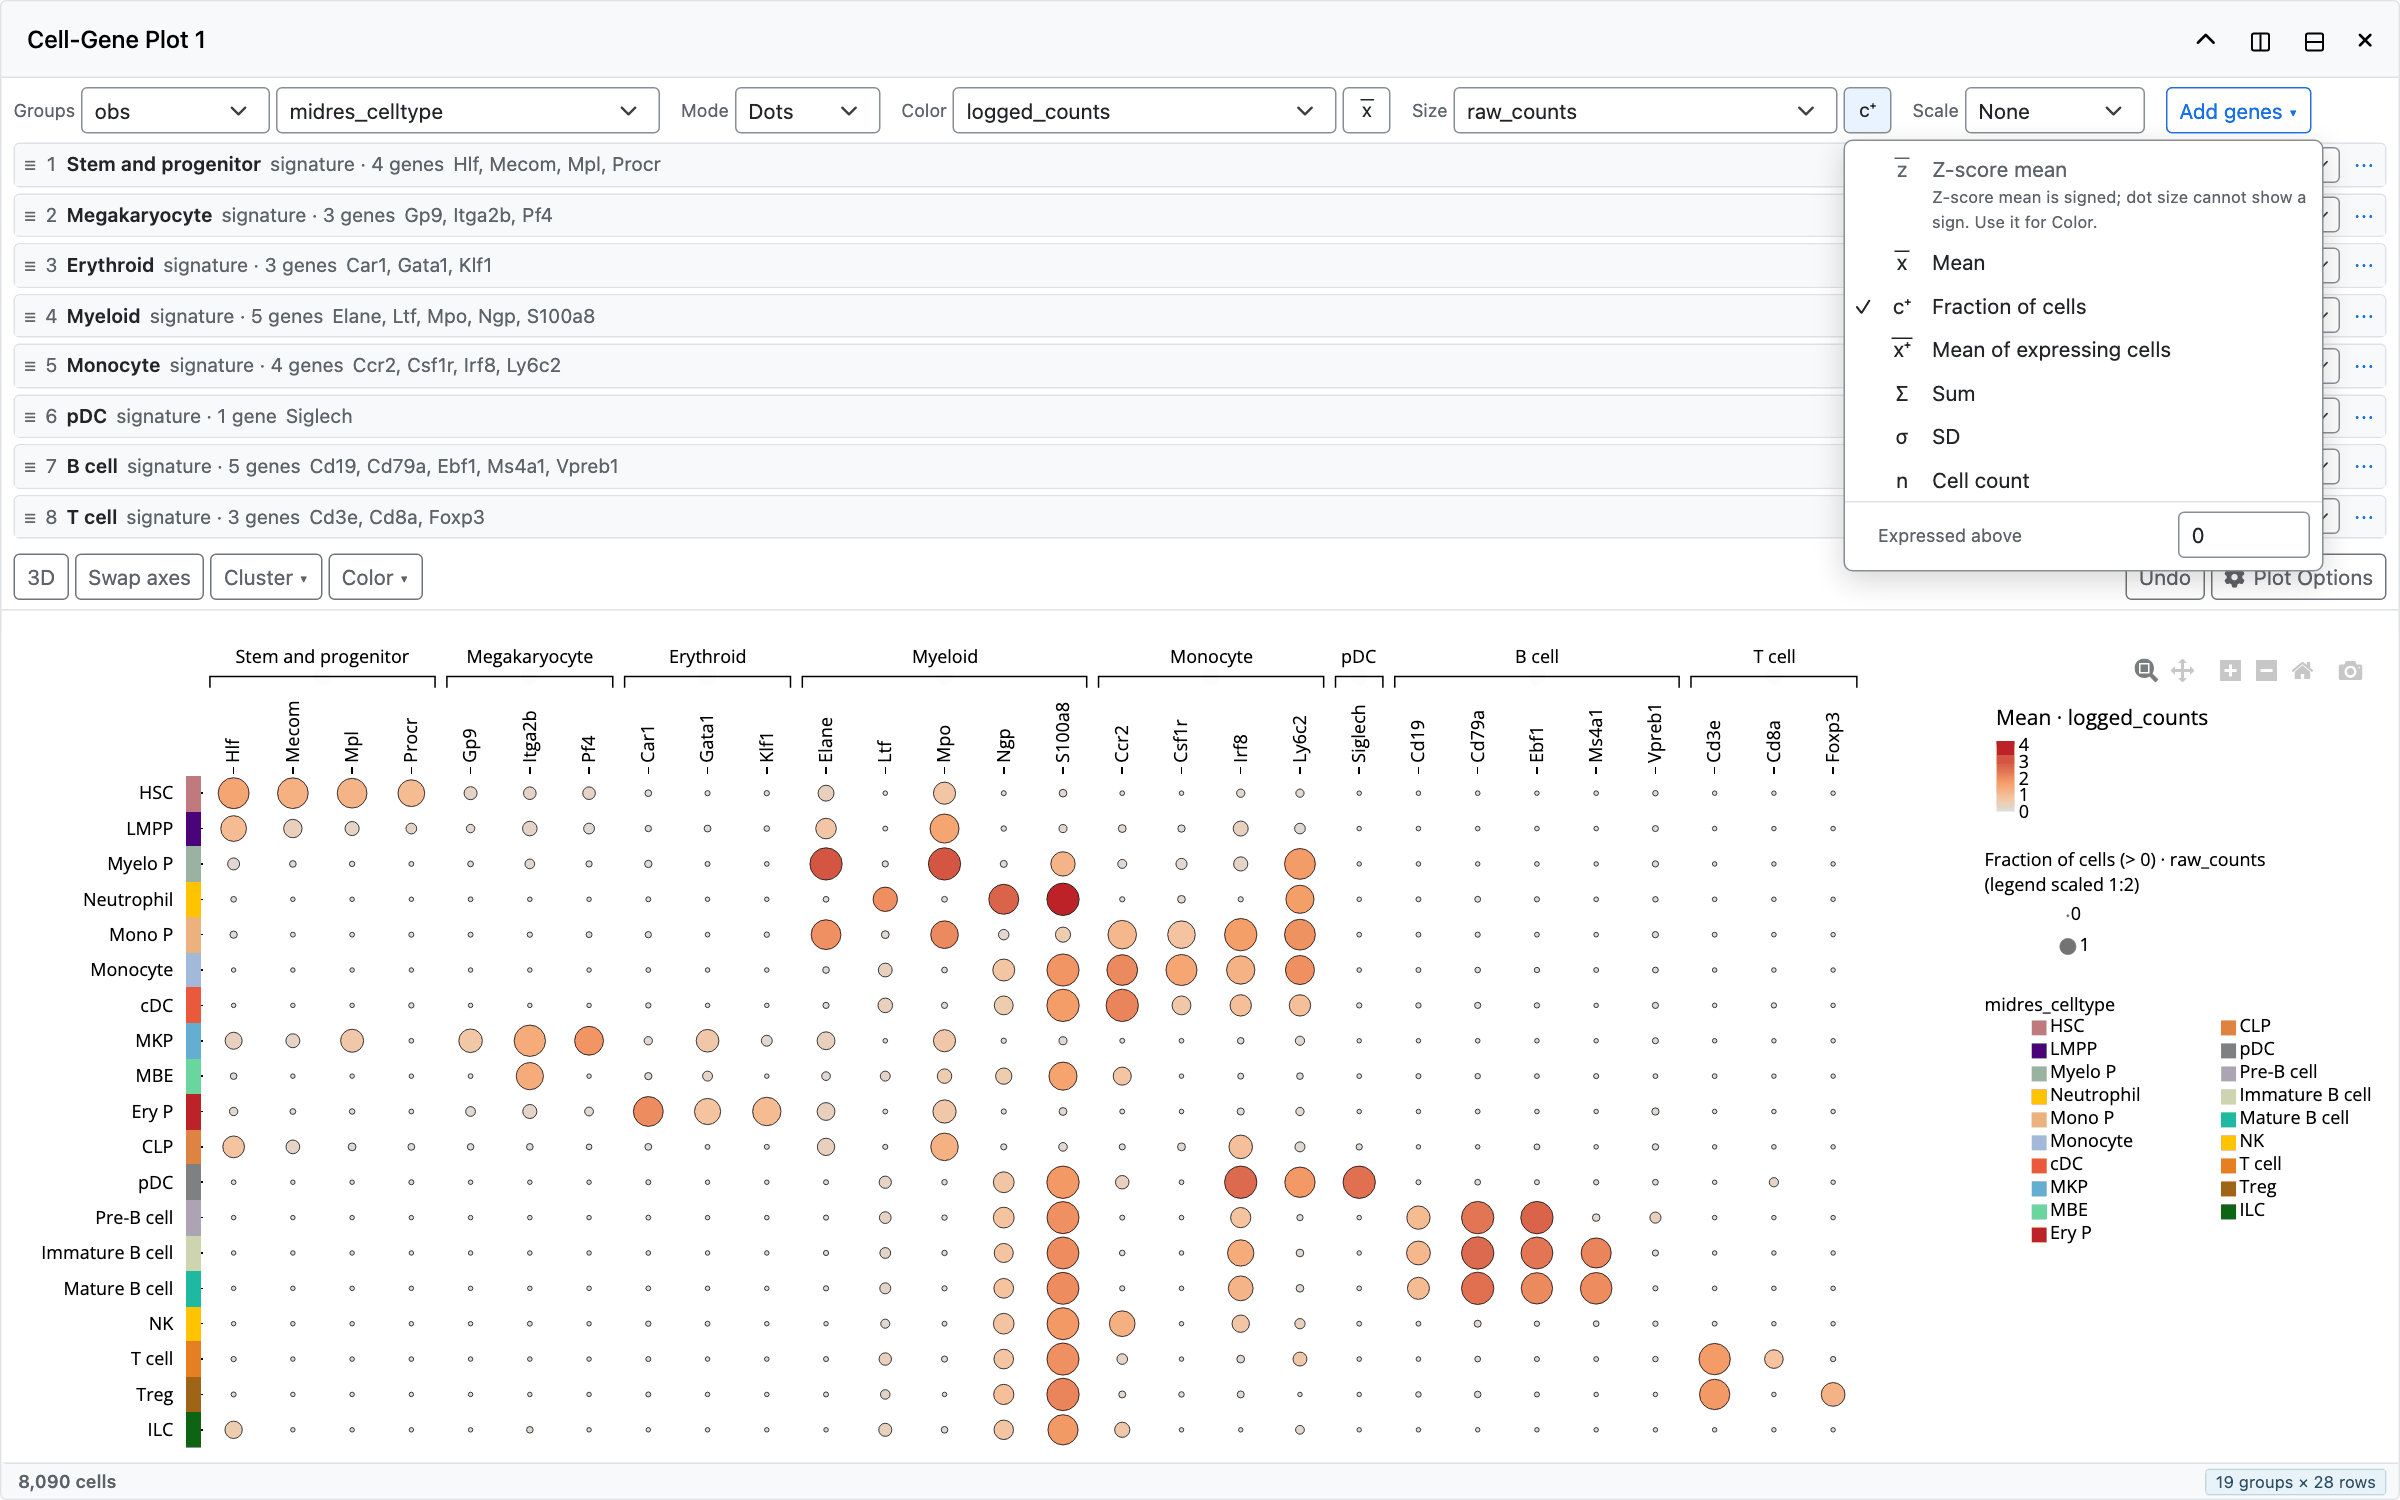 Cell-Gene Plot 1
Groups obs midres_celltype Mode Dots Color logged_counts x̅ Size raw_counts c⁺ Scale None Add genes ▾
≡ 1 Stem and progenitor signature · 4 genes Hlf, Mecom, Mpl, Procr ...
≡ 2 Megakaryocyte signature · 3 genes Gp9, Itga2b, Pf4 ...
≡ 3 Erythroid signature · 3 genes Car1, Gata1, Klf1 ...
≡ 4 Myeloid signature · 5 genes Elane, Ltf, Mpo, Ngp, S100a8 ...
≡ 5 Monocyte signature · 4 genes Ccr2, Csf1r, Irf8, Ly6c2 ...
≡ 6 pDC signature · 1 gene Siglech ...
≡ 7 B cell signature · 5 genes Cd19, Cd79a, Ebf1, Ms4a1, Vpreb1 ...
≡ 8 T cell signature · 3 genes Cd3e, Cd8a, Foxp3 ...
z̅ Z-score mean
Z-score mean is signed; dot size cannot show a
sign. Use it for Color.
x̅ Mean
✓ c⁺ Fraction of cells
x̅⁺ Mean of expressing cells
Σ Sum
σ SD
n Cell count
Expressed above 0
3D Swap axes Cluster ▾ Color ▾ Undo Plot Options
Stem and progenitor Megakaryocyte Erythroid Myeloid Monocyte pDC B cell T cell
Hlf Mecom Mpl Procr Gp9 Itga2b Pf4 Car1 Gata1 Klf1 Elane Ltf Mpo Ngp S100a8 Ccr2 Csf1r Irf8 Ly6c2 Siglech Cd19 Cd79a Ebf1 Ms4a1 Vpreb1 Cd3e Cd8a Foxp3
HSC
LMPP
Myelo P
Neutrophil
Mono P
Monocyte
cDC
MKP
MBE
Ery P
CLP
pDC
Pre-B cell
Immature B cell
Mature B cell
NK
T cell
Treg
ILC
Mean · logged_counts
4
3
2
1
0
Fraction of cells (> 0) · raw_counts
(legend scaled 1:2)
0
1
midres_celltype
HSC CLP
LMPP pDC
Myelo P Pre-B cell
Neutrophil Immature B cell
Mono P Mature B cell
Monocyte NK
cDC T cell
MKP Treg
MBE ILC
Ery P
8,090 cells 19 groups × 28 rows